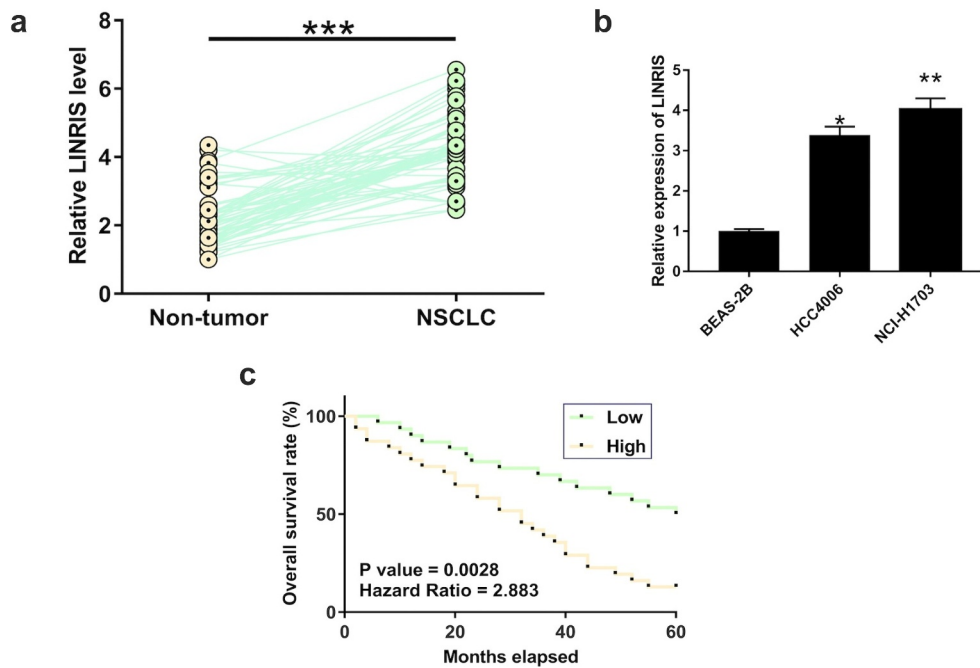 a
***
Relative LINRIS level
8
6
4
2
0
Non-tumor
NSCLC
b
Relative expression of LINRIS
5
4
3
2
1
0
*
**
BEAS-2B
HCC4006
NCI-H1703
c
Overall survival rate (%)
100
50
0
Low
High
P value = 0.0028
Hazard Ratio = 2.883
0
20
40
60
Months elapsed